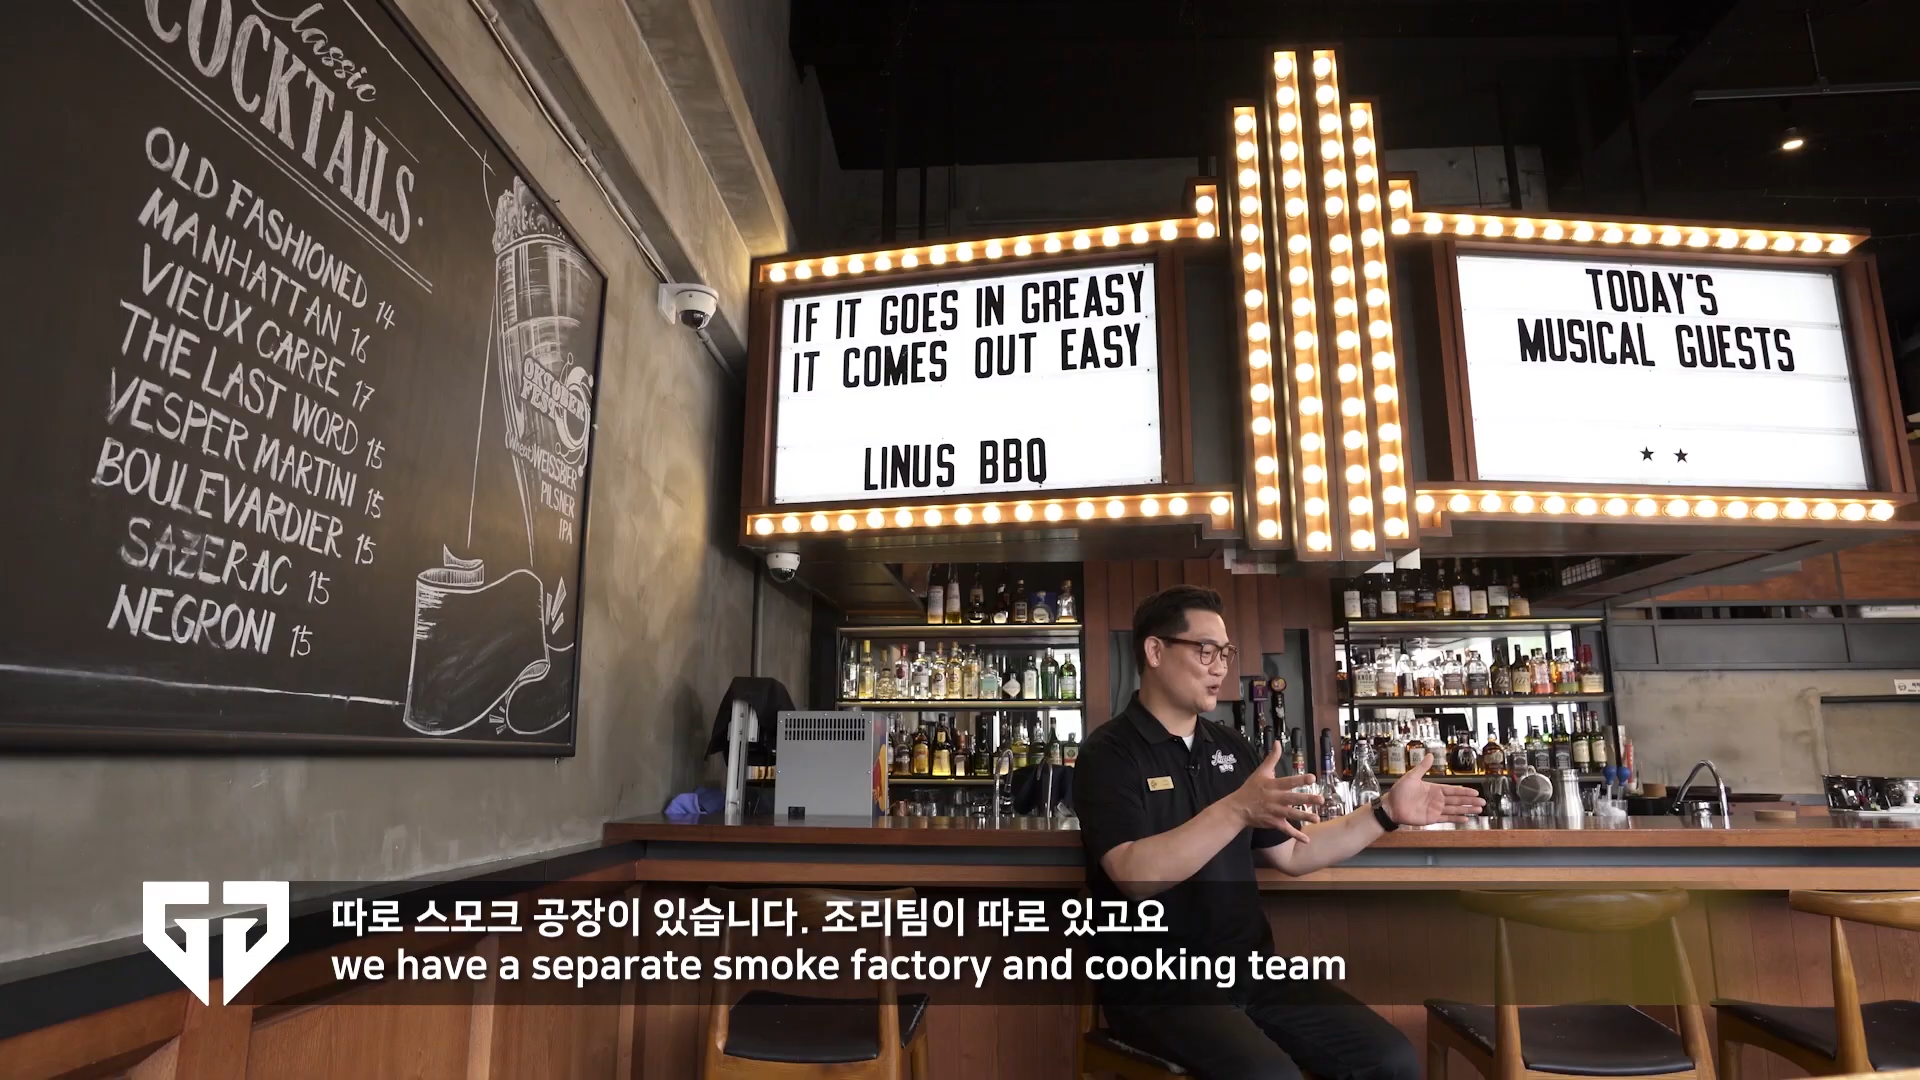 Classic
COCKTAILS.
OLD FASHIONED 14
MANHATTAN 16
VIEUX CARRE 17
THE LAST WORD 15
VESPER MARTINI 15
BOULEVARDIER 15
SAZERAC 15
NEGRONI 15
OKTOBER
FEST
(Wheat) WEISSBIER
PILSNER
IPA
IF IT GOES IN GREASY
IT COMES OUT EASY
LINUS BBQ
TODAY'S
MUSICAL GUESTS
★ ★
BBQ
따로 스모크 공장이 있습니다. 조리팀이 따로 있고요
we have a separate smoke factory and cooking team